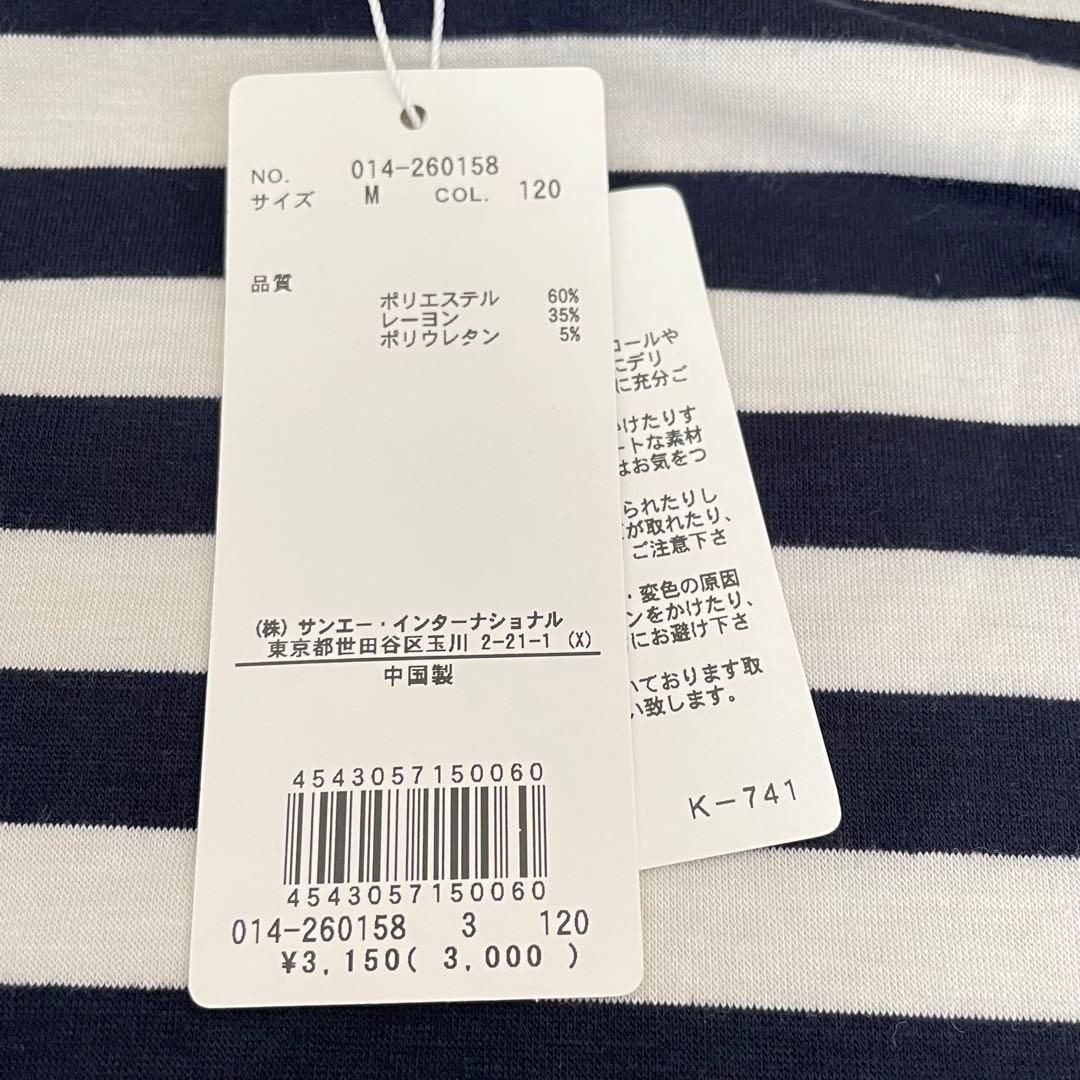 NO. 014-260158
サイズ M COL. 120
品質
ポリエステル 60%
レーヨン 35%
ポリウレタン 5%
(株) サンエー・インターナショナル
東京都世田谷区玉川 2-21-1 (X)
中国製
4543057150060
4543057150060
014-260158 3 120
¥3,150( 3,000 )
コールや
にデリ
に充分ご
かけたりす
ートな素材
はお気をつ
られたりし
が取れたり、
ご注意下さ
・変色の原因
ンをかけたり、
にお避け下さ
いております取
い致します。
K-741